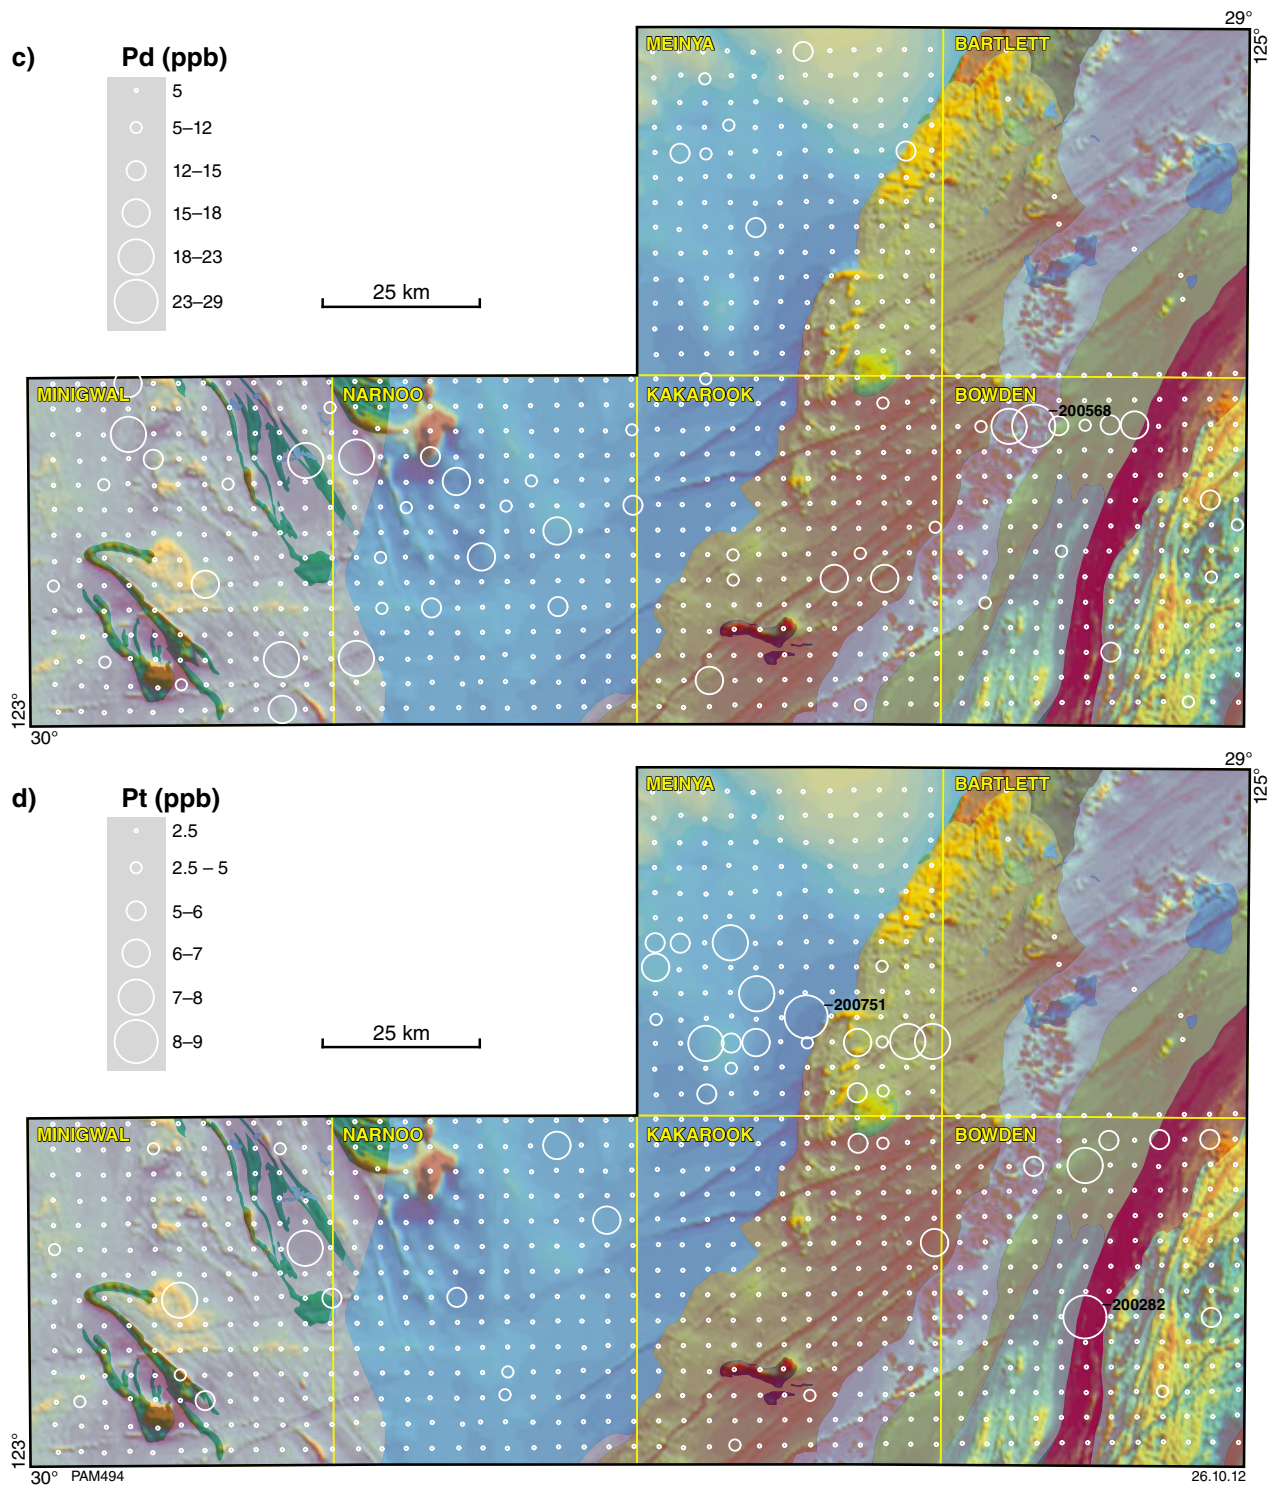 29°
c)
Pd (ppb)
MEINYA
BARTLETT
125°
5
5–12
12–15
15–18
18–23
23–29
25 km
MINIGWAL
NARNOO
KAKAROOK
BOWDEN
200568
123°
30°
29°
d)
Pt (ppb)
MEINYA
BARTLETT
125°
2.5
2.5 – 5
5–6
6–7
7–8
8–9
25 km
200751
MINIGWAL
NARNOO
KAKAROOK
BOWDEN
200282
123°
30°
PAM494
26.10.12